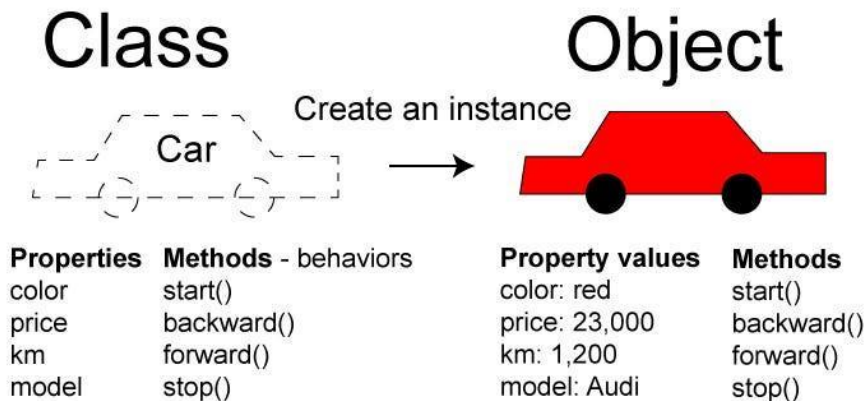 Class
Object
Create an instance
Car
Properties Methods - behaviors
color start()
price backward()
km forward()
model stop()
Property values Methods
color: red start()
price: 23,000 backward()
km: 1,200 forward()
model: Audi stop()